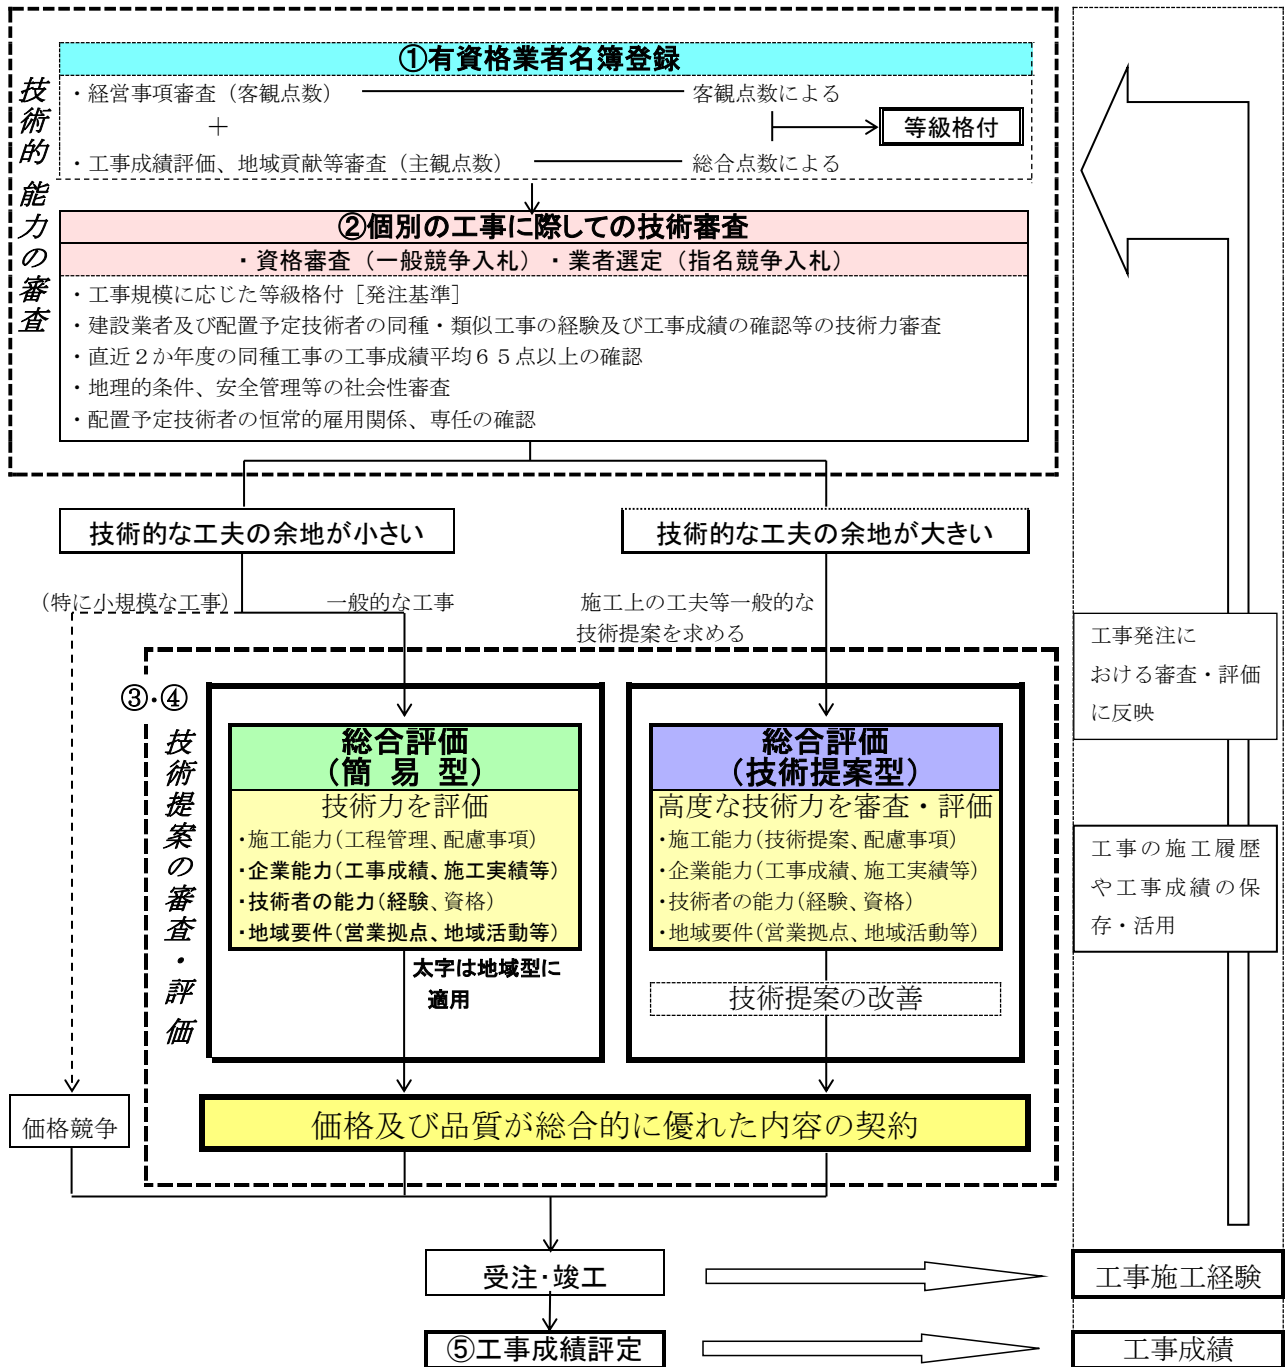 技術的能力の審査
①有資格業者名簿登録
・経営事項審査(客観点数) 客観点数による
+
等級格付
・工事成績評価、地域貢献等審査(主観点数) 総合点数による
②個別の工事に際しての技術審査
・資格審査(一般競争入札)・業者選定(指名競争入札)
・工事規模に応じた等級格付[発注基準]
・建設業者及び配置予定技術者の同種・類似工事の経験及び工事成績の確認等の技術力審査
・直近2か年度の同種工事の工事成績平均65点以上の確認
・地理的条件、安全管理等の社会性審査
・配置予定技術者の恒常的雇用関係、専任の確認
技術的な工夫の余地が小さい
技術的な工夫の余地が大きい
(特に小規模な工事)
一般的な工事
施工上の工夫等一般的な
技術提案を求める
③・④
技術提案の審査・評価
総合評価
(簡 易 型)
技術力を評価
・施工能力(工程管理、配慮事項)
・企業能力(工事成績、施工実績等)
・技術者の能力(経験、資格)
・地域要件(営業拠点、地域活動等)
太字は地域型に
適用
総合評価
(技術提案型)
高度な技術力を審査・評価
・施工能力(技術提案、配慮事項)
・企業能力(工事成績、施工実績等)
・技術者の能力(経験、資格)
・地域要件(営業拠点、地域活動等)
技術提案の改善
価格競争
価格及び品質が総合的に優れた内容の契約
受注・竣工
⑤工事成績評定
工事発注に
おける審査・評価
に反映
工事の施工履歴
や工事成績の保
存・活用
工事施工経験
工事成績